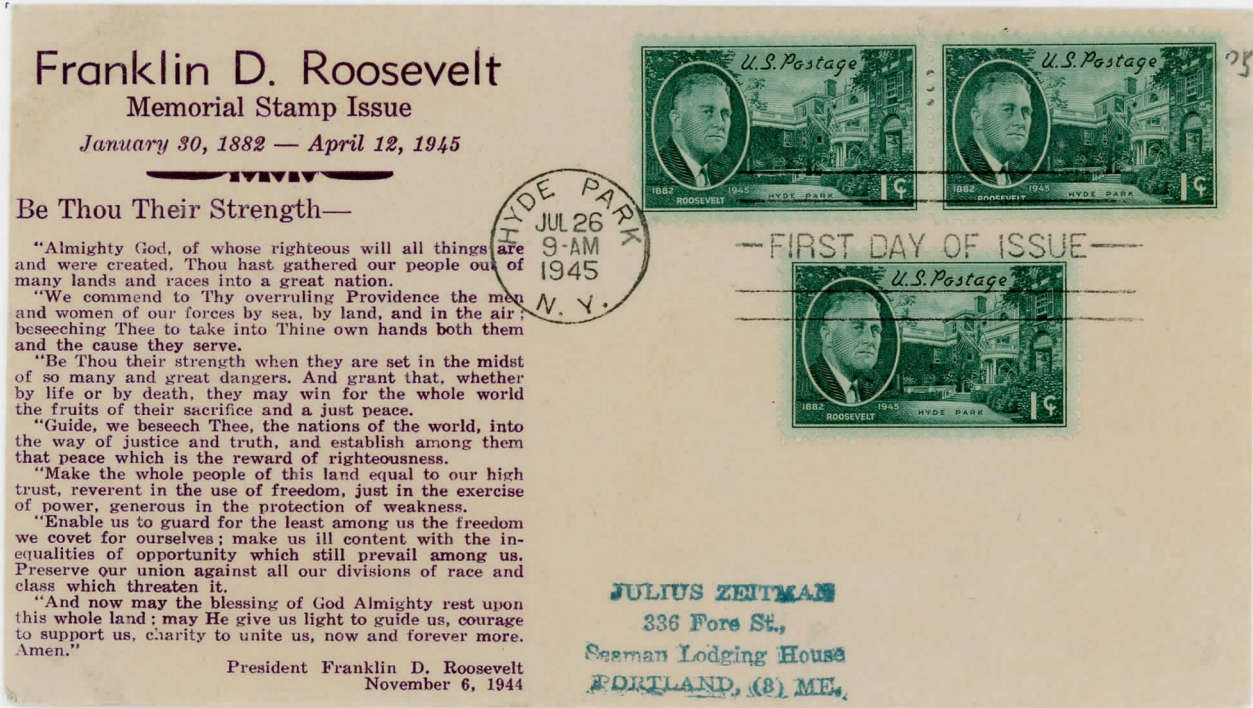 Franklin D. Roosevelt
Memorial Stamp Issue
January 30, 1882 — April 12, 1945
Be Thou Their Strength—
"Almighty God, of whose righteous will all things are
and were created, Thou hast gathered our people out of
many lands and races into a great nation.
"We commend to Thy overruling Providence the men
and women of our forces by sea, by land, and in the air;
beseeching Thee to take into Thine own hands both them
and the cause they serve.
"Be Thou their strength when they are set in the midst
of so many and great dangers. And grant that, whether
by life or by death, they may win for the whole world
the fruits of their sacrifice and a just peace.
"Guide, we beseech Thee, the nations of the world, into
the way of justice and truth, and establish among them
that peace which is the reward of righteousness.
"Make the whole people of this land equal to our high
trust, reverent in the use of freedom, just in the exercise
of power, generous in the protection of weakness.
"Enable us to guard for the least among us the freedom
we covet for ourselves; make us ill content with the in-
equalities of opportunity which still prevail among us.
Preserve our union against all our divisions of race and
class which threaten it.
"And now may the blessing of God Almighty rest upon
this whole land; may He give us light to guide us, courage
to support us, charity to unite us, now and forever more.
Amen."
President Franklin D. Roosevelt
November 6, 1944
HYDE PARK
JUL 26
9-AM
1945
N. Y.
U.S. Postage
1882 1945
ROOSEVELT
HYDE PARK
1¢
U.S. Postage
1882 1945
ROOSEVELT
HYDE PARK
1¢
FIRST DAY OF ISSUE
U.S. Postage
1882 1945
ROOSEVELT
HYDE PARK
1¢
JULIUS ZEITMAN
336 Fore St.,
Seaman Lodging House
PORTLAND, (3) ME.